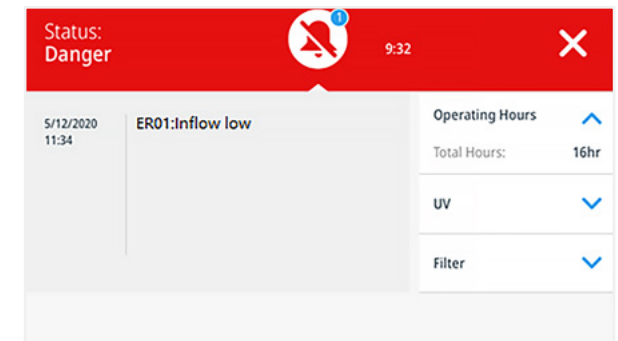 Status:
Danger
1
9:32
5/12/2020
11:34
ER01:Inflow low
Operating Hours
Total Hours: 16hr
UV
Filter